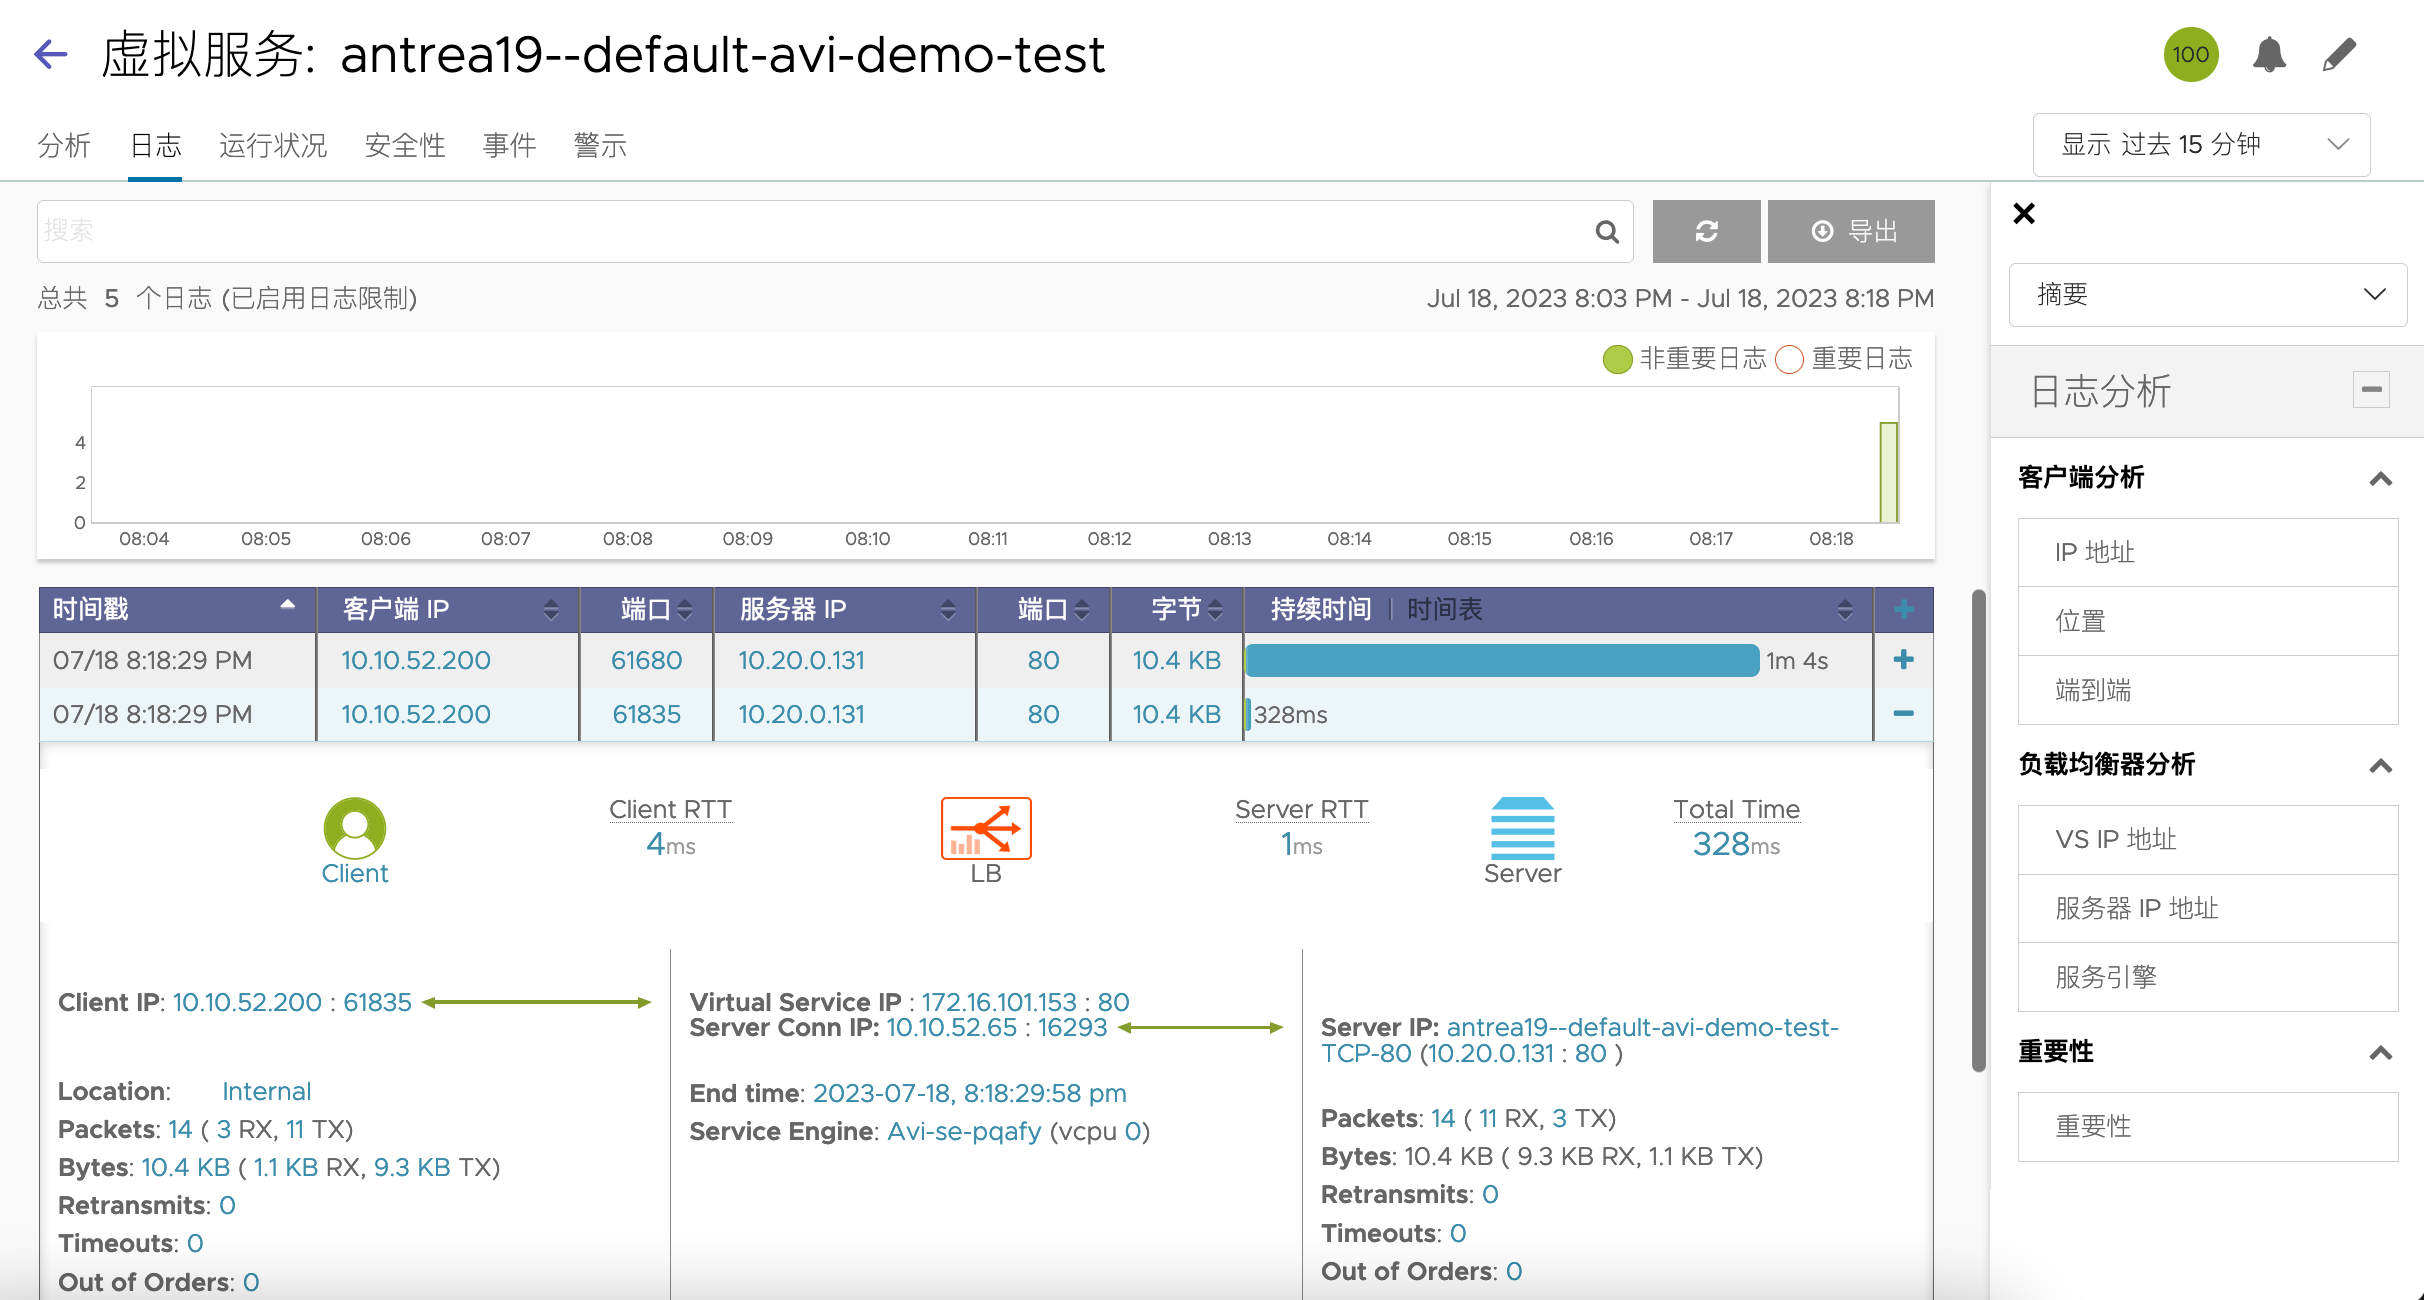 虚拟服务: antrea19--default-avi-demo-test
100
分析 日志 运行状况 安全性 事件 警示
显示 过去 15 分钟
搜索
导出
总共 5 个日志 (已启用日志限制)
Jul 18, 2023 8:03 PM - Jul 18, 2023 8:18 PM
非重要日志 重要日志
4
2
0
08:04 08:05 08:06 08:07 08:08 08:09 08:10 08:11 08:12 08:13 08:14 08:15 08:16 08:17 08:18
时间戳 客户端 IP 端口 服务器 IP 端口 字节 持续时间 | 时间表
07/18 8:18:29 PM 10.10.52.200 61680 10.20.0.131 80 10.4 KB 1m 4s
07/18 8:18:29 PM 10.10.52.200 61835 10.20.0.131 80 10.4 KB 328ms
Client
Client RTT
4ms
LB
Server RTT
1ms
Server
Total Time
328ms
Client IP: 10.10.52.200 : 61835
Location: Internal
Packets: 14 ( 3 RX, 11 TX)
Bytes: 10.4 KB ( 1.1 KB RX, 9.3 KB TX)
Retransmits: 0
Timeouts: 0
Out of Orders: 0
Virtual Service IP : 172.16.101.153 : 80
Server Conn IP: 10.10.52.65 : 16293
End time: 2023-07-18, 8:18:29:58 pm
Service Engine: Avi-se-pqafy (vcpu 0)
Server IP: antrea19--default-avi-demo-test-
TCP-80 (10.20.0.131 : 80 )
Packets: 14 ( 11 RX, 3 TX)
Bytes: 10.4 KB ( 9.3 KB RX, 1.1 KB TX)
Retransmits: 0
Timeouts: 0
Out of Orders: 0
摘要
日志分析
客户端分析
IP 地址
位置
端到端
负载均衡器分析
VS IP 地址
服务器 IP 地址
服务引擎
重要性
重要性